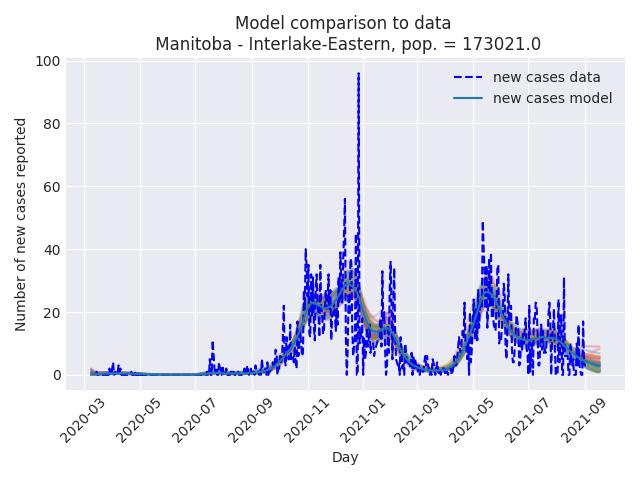 Model comparison to data
Manitoba - Interlake-Eastern, pop. = 173021.0
new cases data
new cases model
Number of new cases reported
100
80
60
40
20
0
2020-03
2020-05
2020-07
2020-09
2020-11
2021-01
2021-03
2021-05
2021-07
2021-09
Day